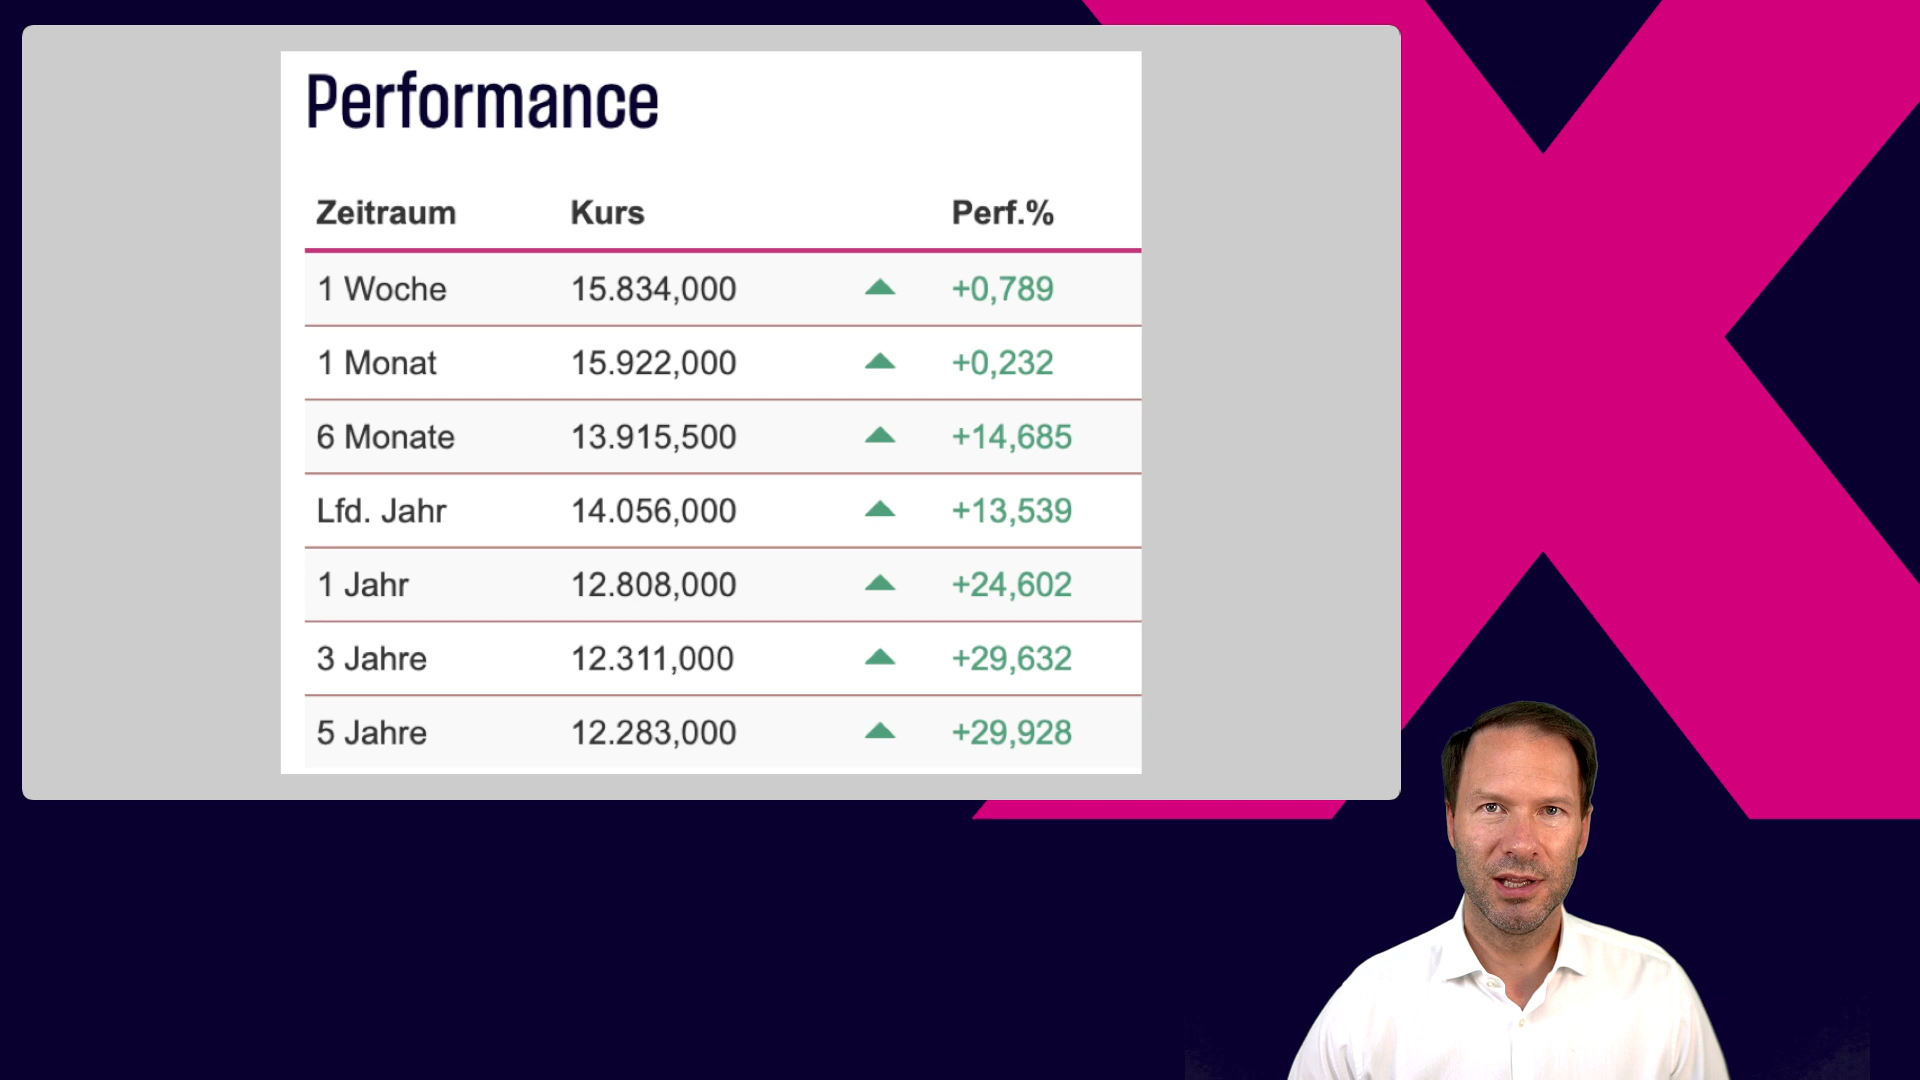 Performance
Zeitraum Kurs Perf.%
1 Woche 15.834,000 +0,789
1 Monat 15.922,000 +0,232
6 Monate 13.915,500 +14,685
Lfd. Jahr 14.056,000 +13,539
1 Jahr 12.808,000 +24,602
3 Jahre 12.311,000 +29,632
5 Jahre 12.283,000 +29,928